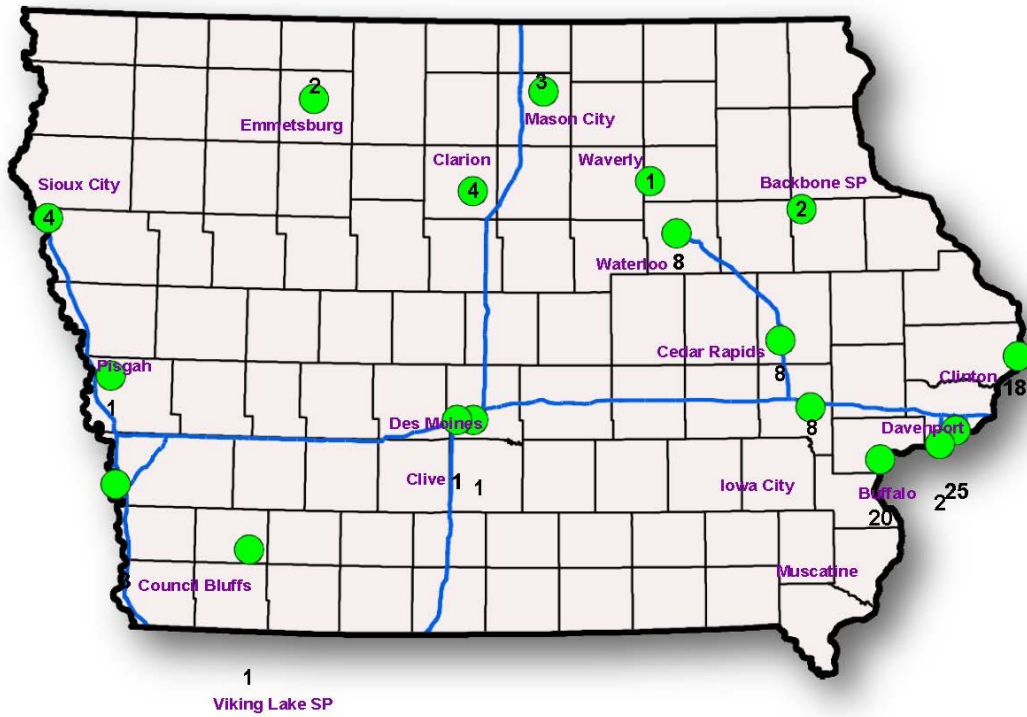 2
Emmetsburg
3
Mason City
Clarion
4
Waverly
1
Backbone SP
2
Sioux City
4
Waterloo 8
Cedar Rapids
8
Clinton
18
Pisgah
1
Des Moines
8
Davenport
Clive 1
1
Iowa City
Buffalo
20
2
25
Council Bluffs
Muscatine
1
Viking Lake SP